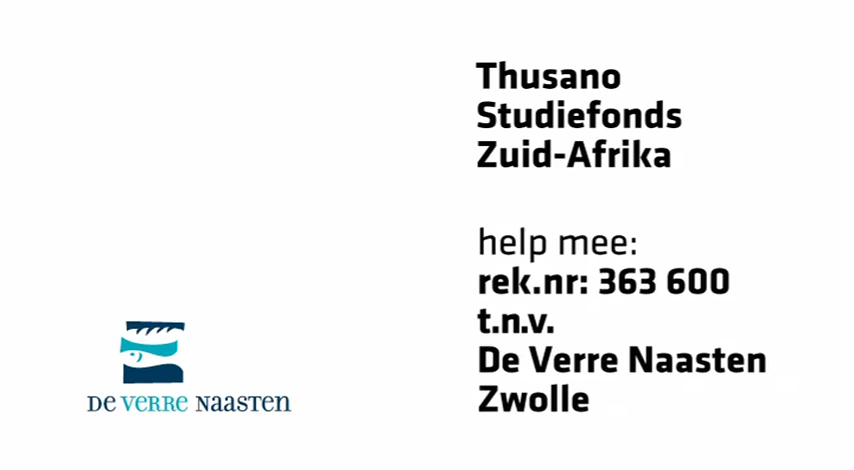 Thusano
Studiefonds
Zuid-Afrika
help mee:
rek.nr: 363 600
t.n.v.
De Verre Naasten
Zwolle
DE VERRE NAASTEN